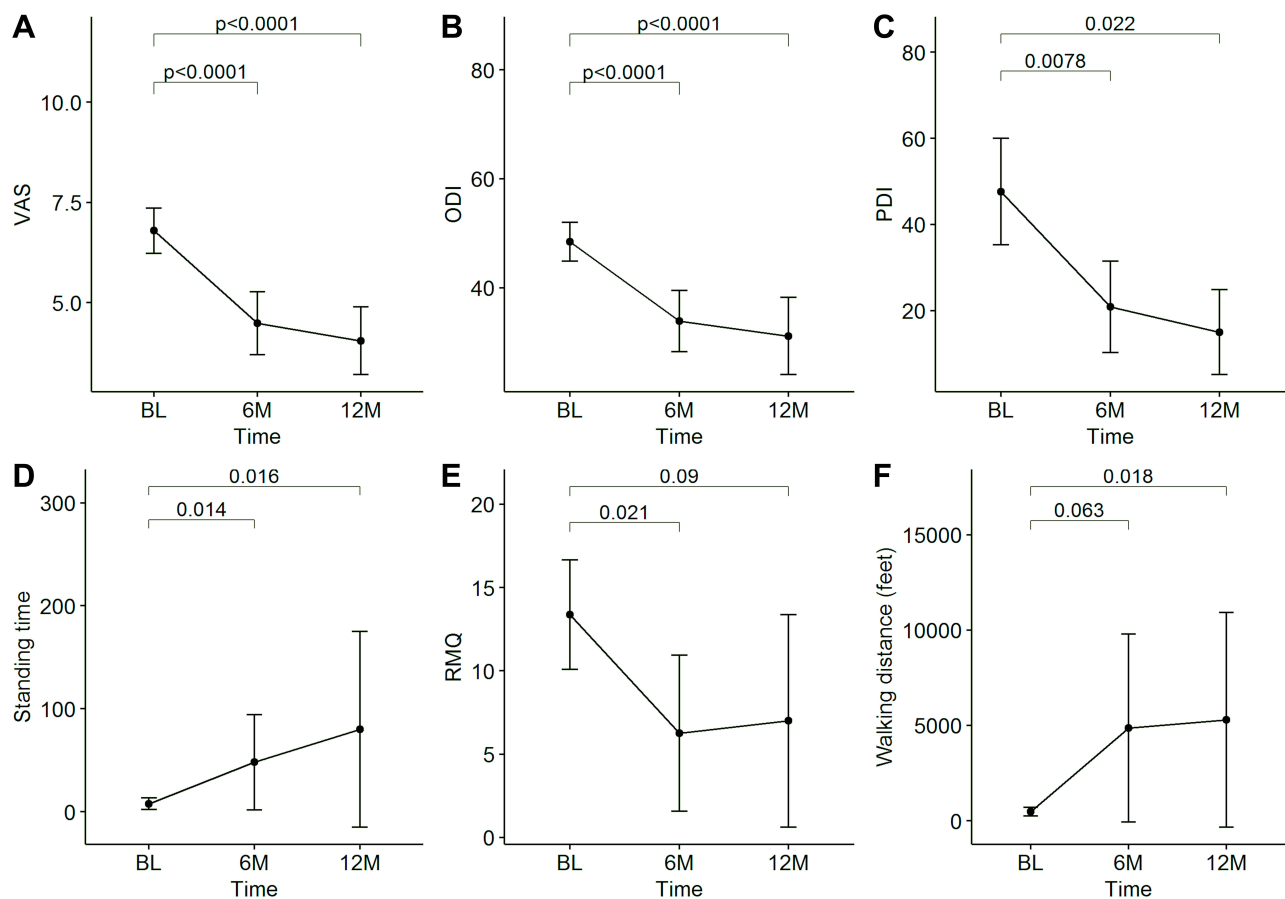 A
p<0.0001
p<0.0001
10.0
7.5
5.0
VAS
BL 6M 12M
Time
B
p<0.0001
p<0.0001
80
60
40
ODI
BL 6M 12M
Time
C
0.022
0.0078
80
60
40
20
PDI
BL 6M 12M
Time
D
0.016
0.014
300
200
100
0
Standing time
BL 6M 12M
Time
E
0.09
0.021
20
15
10
5
0
RMQ
BL 6M 12M
Time
F
0.018
0.063
15000
10000
5000
0
Walking distance (feet)
BL 6M 12M
Time